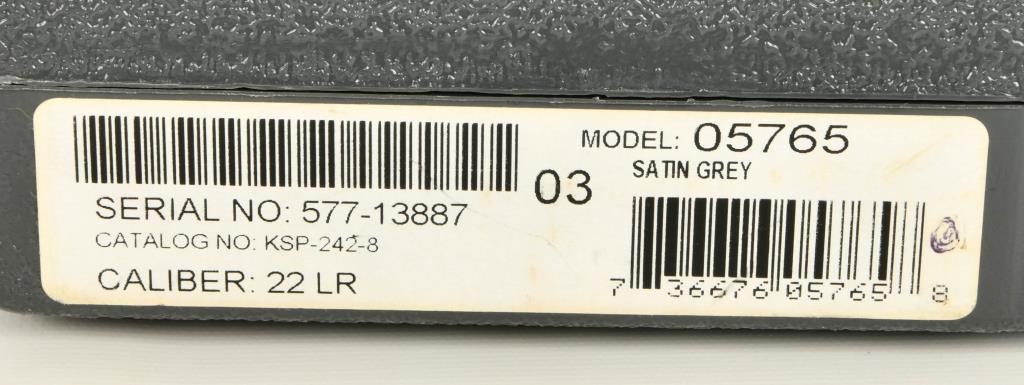 MODEL: 05765
SATIN GREY
03
SERIAL NO: 577-13887
CATALOG NO: KSP-242-8
CALIBER: 22 LR
7 36676 05765 8